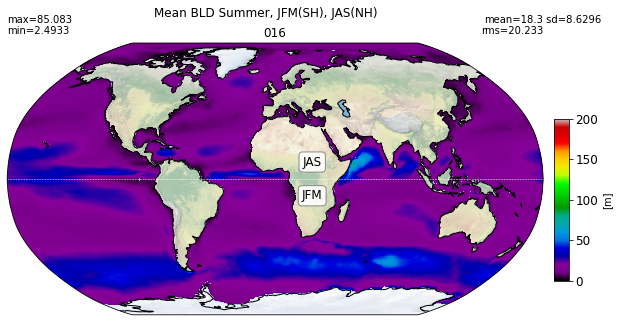 Mean BLD Summer, JFM(SH), JAS(NH)
max=85.083
mean=18.3 sd=8.6296
min=2.4933
016
rms=20.233
JAS
JFM
200
150
100
50
0
[m]